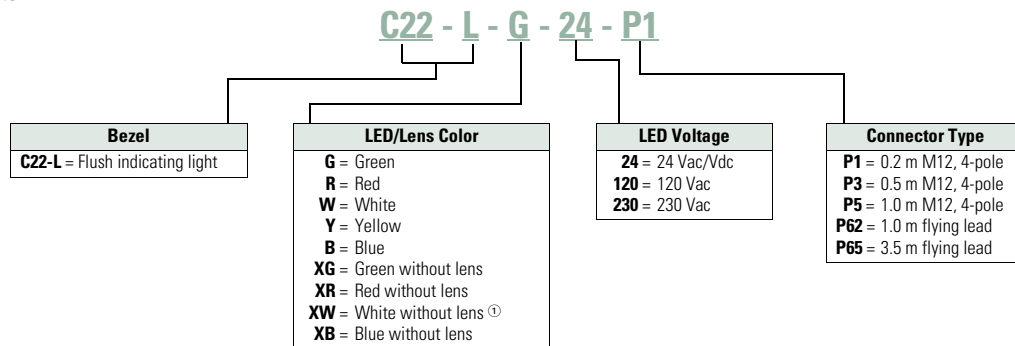 C22 - L - G - 24 - P1
Bezel
C22-L = Flush indicating light
LED/Lens Color
G = Green
R = Red
W = White
Y = Yellow
B = Blue
XG = Green without lens
XR = Red without lens
XW = White without lens ①
XB = Blue without lens
LED Voltage
24 = 24 Vac/Vdc
120 = 120 Vac
230 = 230 Vac
Connector Type
P1 = 0.2 m M12, 4-pole
P3 = 0.5 m M12, 4-pole
P5 = 1.0 m M12, 4-pole
P62 = 1.0 m flying lead
P65 = 3.5 m flying lead